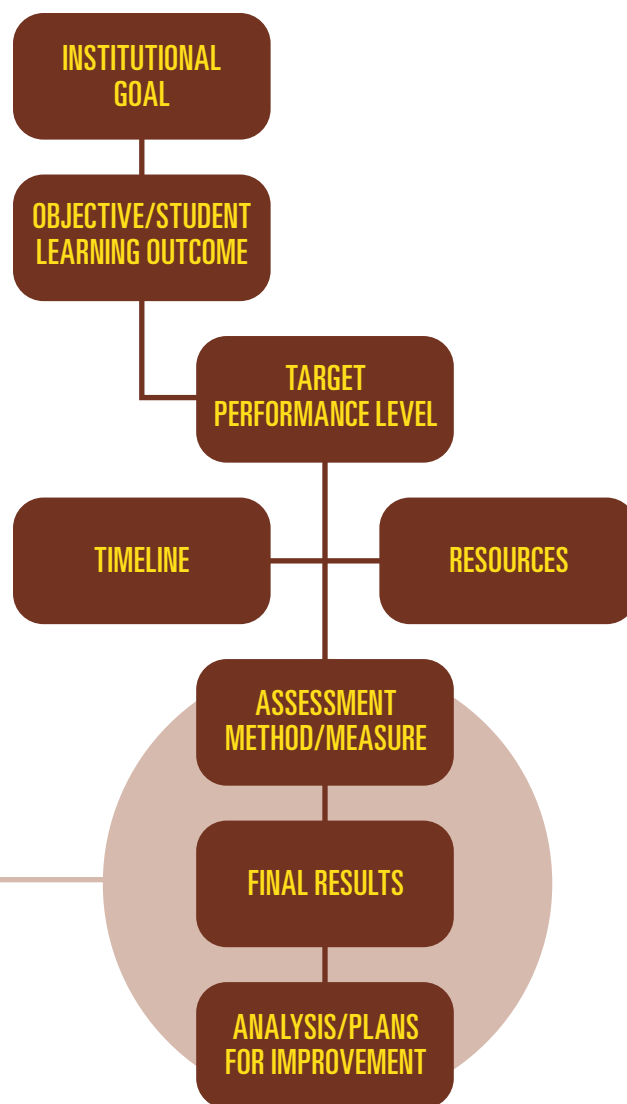 INSTITUTIONAL
GOAL
OBJECTIVE/STUDENT
LEARNING OUTCOME
TARGET
PERFORMANCE LEVEL
TIMELINE
RESOURCES
ASSESSMENT
METHOD/MEASURE
FINAL RESULTS
ANALYSIS/PLANS
FOR IMPROVEMENT